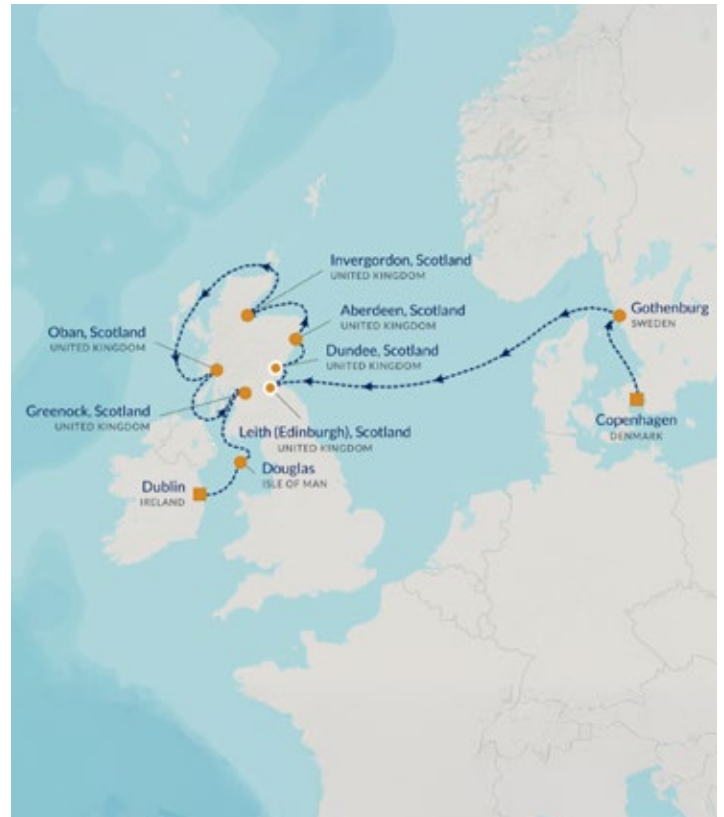 Invergordon, Scotland
UNITED KINGDOM
Aberdeen, Scotland
UNITED KINGDOM
Gothenburg
SWEDEN
Oban, Scotland
UNITED KINGDOM
Dundee, Scotland
UNITED KINGDOM
Greenock, Scotland
UNITED KINGDOM
Leith (Edinburgh), Scotland
UNITED KINGDOM
Copenhagen
DENMARK
Douglas
ISLE OF MAN
Dublin
IRELAND